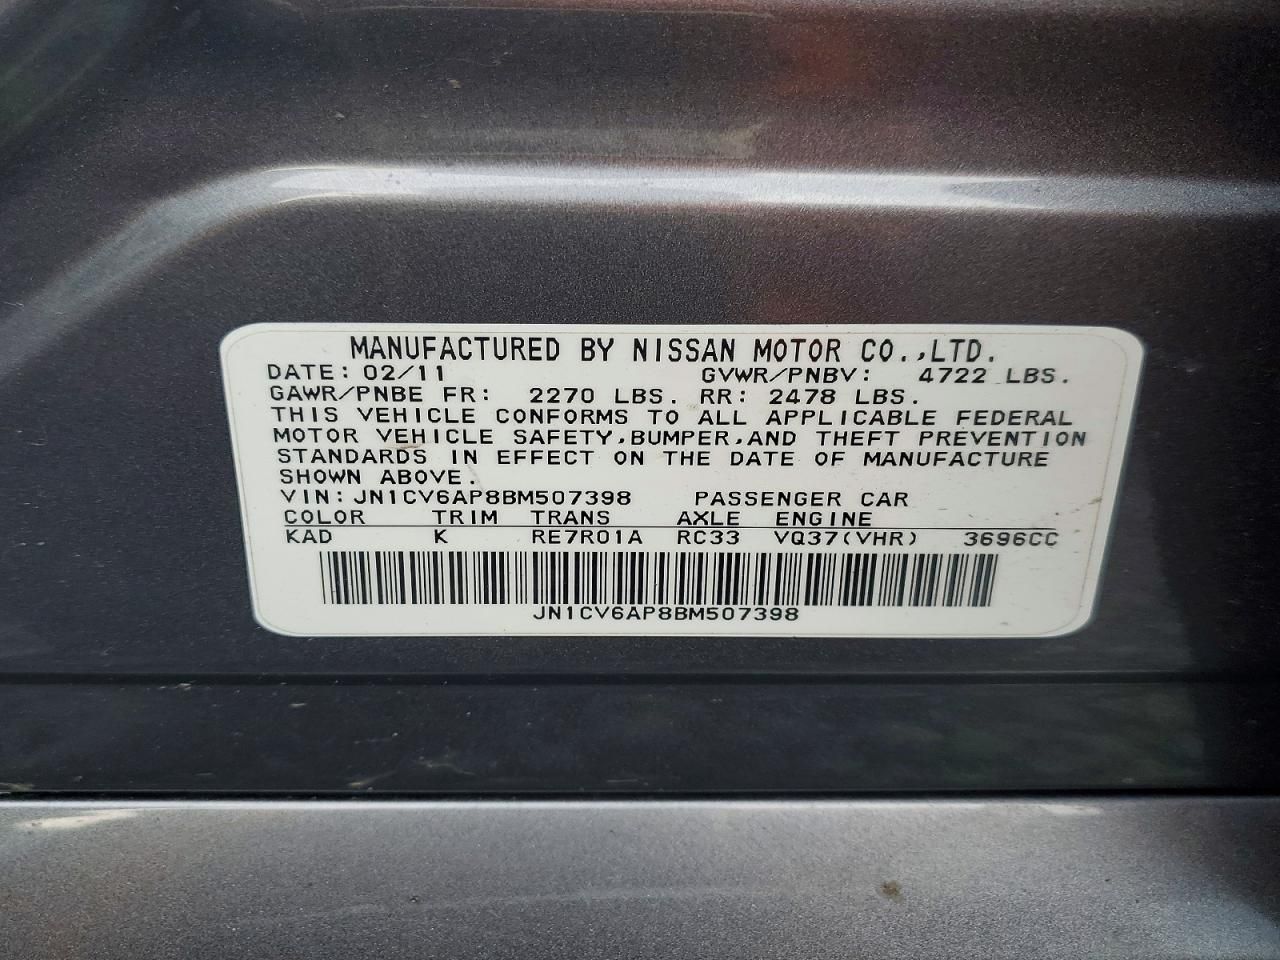 MANUFACTURED BY NISSAN MOTOR CO.,LTD.
DATE: 02/11 GVWR/PNBV: 4722 LBS.
GAWR/PNBE FR: 2270 LBS. RR: 2478 LBS.
THIS VEHICLE CONFORMS TO ALL APPLICABLE FEDERAL
MOTOR VEHICLE SAFETY,BUMPER,AND THEFT PREVENTION
STANDARDS IN EFFECT ON THE DATE OF MANUFACTURE
SHOWN ABOVE.
VIN: JN1CV6AP8BM507398 PASSENGER CAR
COLOR TRIM TRANS AXLE ENGINE
KAD K RE7R01A RC33 VQ37(VHR) 3696CC
JN1CV6AP8BM507398